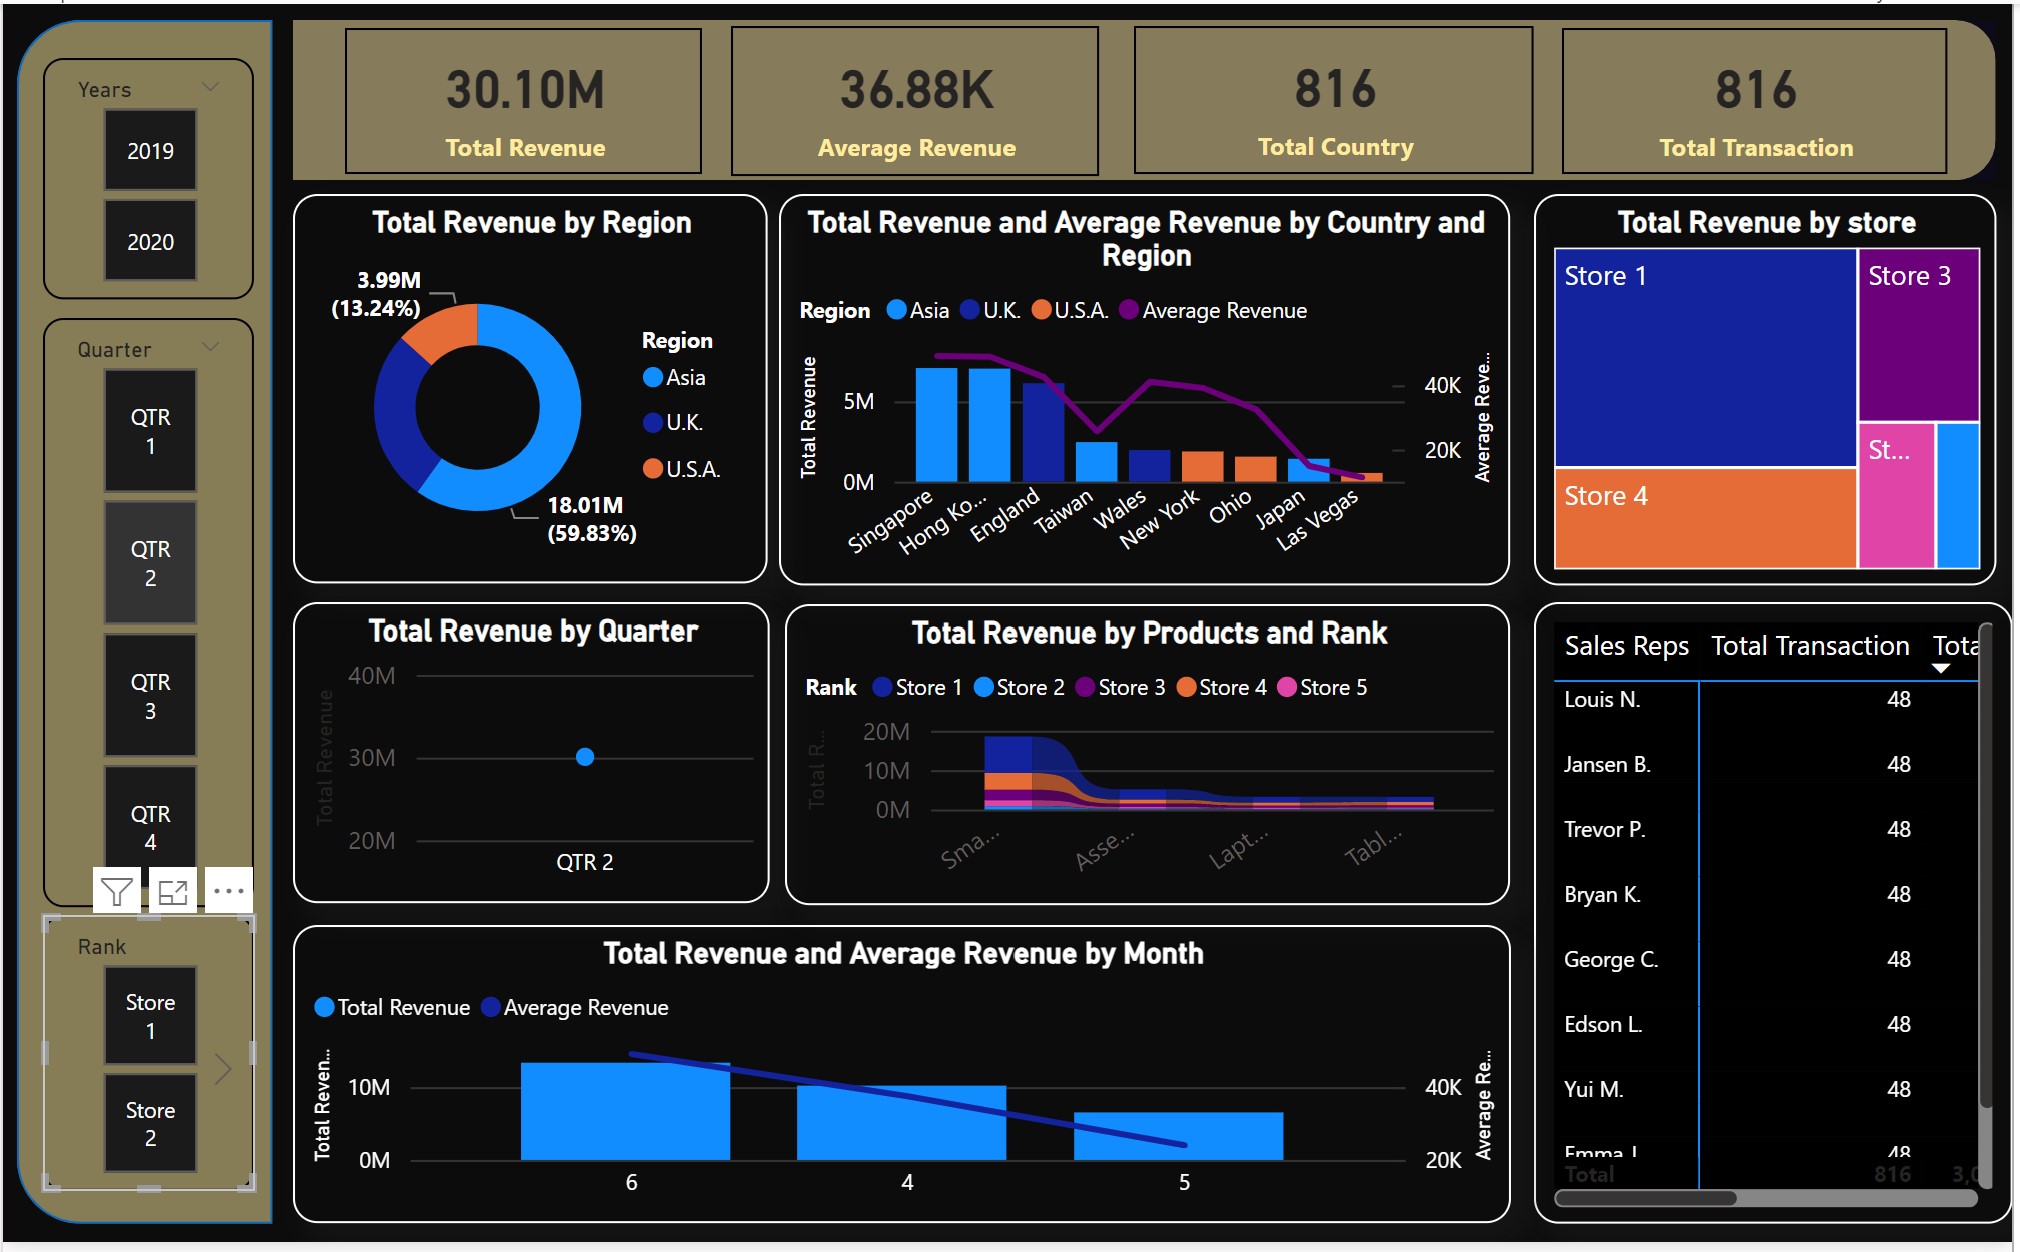 Years
2019
2020
Quarter
QTR
1
QTR
2
QTR
3
QTR
4
Rank
Store
1
Store
2
30.10M
Total Revenue
36.88K
Average Revenue
816
Total Country
816
Total Transaction
Total Revenue by Region
3.99M
(13.24%)
18.01M
(59.83%)
Region
Asia
U.K.
U.S.A.
Total Revenue and Average Revenue by Country and
Region
Region Asia U.K. U.S.A. Average Revenue
Total Revenue
5M
0M
40K
20K
Average Reve...
Singapore
Hong Ko...
England
Taiwan
Wales
New York
Ohio
Japan
Las Vegas
Total Revenue by store
Store 1
Store 3
St...
Store 4
Total Revenue by Quarter
Total Revenue
40M
30M
20M
QTR 2
Total Revenue by Products and Rank
Rank Store 1 Store 2 Store 3 Store 4 Store 5
Total R...
20M
10M
0M
Sma...
Asse...
Lapt...
Tabl...
Sales Reps Total Transaction Tota
Louis N. 48
Jansen B. 48
Trevor P. 48
Bryan K. 48
George C. 48
Edson L. 48
Yui M. 48
48
Total 816 3,0
Total Revenue and Average Revenue by Month
Total Revenue Average Revenue
Total Reven...
10M
0M
40K
20K
Average Re...
6
4
5